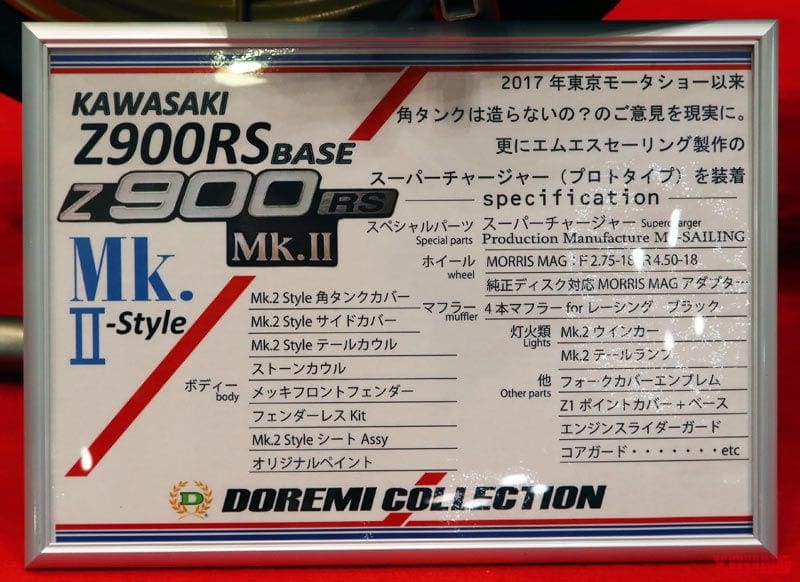 KAWASAKI
Z900RS BASE
Z900 RS
Mk.II
Mk.
II-Style
2017年東京モータショー以来
角タンクは造らないの？のご意見を現実に。
更にエムエスセーリング製作の
スーパーチャージャー（プロトタイプ）を装着
specification
スペシャルパーツ スーパーチャージャー Supercharger
Special parts Production Manufacture MS-SAILING
ホイール MORRIS MAG：F 2.75-18 R 4.50-18
wheel
純正ディスク対応 MORRIS MAG アダプター
マフラー 4本マフラー for レーシング ブラック
muffler
灯火類 Mk.2 ウインカー
Lights
Mk.2 テールランプ
他 フォークカバーエンブレム
Other parts
Z1 ポイントカバー＋ベース
エンジンスライダーガード
コアガード・・・・・・・etc
ボディー
body
Mk.2 Style 角タンクカバー
Mk.2 Style サイドカバー
Mk.2 Style テールカウル
ストーンカウル
メッキフロントフェンダー
フェンダーレス Kit
Mk.2 Style シート Assy
オリジナルペイント
D DOREMI COLLECTION